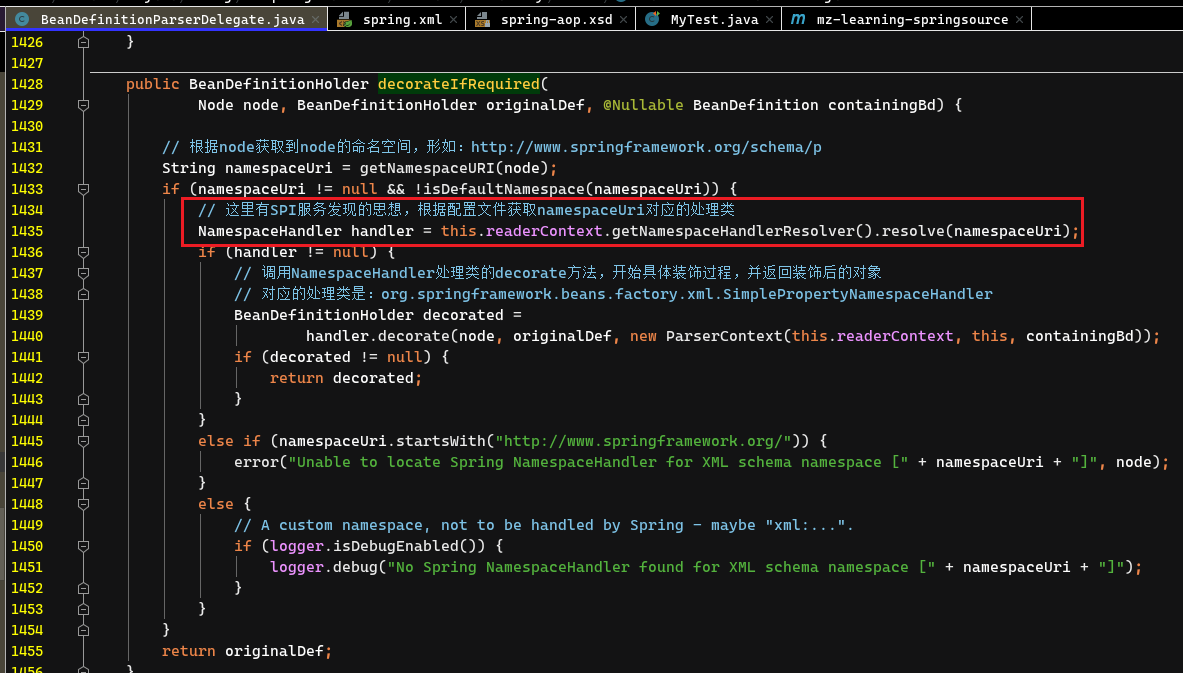 BeanDefinitionParserDelegate.java × spring.xml × spring-aop.xsd × MyTest.java × m mz-learning-springsource ×
1426 }
1427
1428 public BeanDefinitionHolder decorateIfRequired(
1429 Node node, BeanDefinitionHolder originalDef, @Nullable BeanDefinition containingBd) {
1430
1431 // 根据node获取到node的命名空间，形如：http://www.springframework.org/schema/p
1432 String namespaceUri = getNamespaceURI(node);
1433 if (namespaceUri != null && !isDefaultNamespace(namespaceUri)) {
1434 // 这里有SPI服务发现的思想，根据配置文件获取namespaceUri对应的处理类
1435 NamespaceHandler handler = this.readerContext.getNamespaceHandlerResolver().resolve(namespaceUri);
1436 if (handler != null) {
1437 // 调用NamespaceHandler处理类的decorate方法，开始具体装饰过程，并返回装饰后的对象
1438 // 对应的处理类是：org.springframework.beans.factory.xml.SimplePropertyNamespaceHandler
1439 BeanDefinitionHolder decorated =
1440 handler.decorate(node, originalDef, new ParserContext(this.readerContext, this, containingBd));
1441 if (decorated != null) {
1442 return decorated;
1443 }
1444 }
1445 else if (namespaceUri.startsWith("http://www.springframework.org/")) {
1446 error("Unable to locate Spring NamespaceHandler for XML schema namespace [" + namespaceUri + "]", node);
1447 }
1448 else {
1449 // A custom namespace, not to be handled by Spring - maybe "xml:...".
1450 if (logger.isDebugEnabled()) {
1451 logger.debug("No Spring NamespaceHandler found for XML schema namespace [" + namespaceUri + "]");
1452 }
1453 }
1454 }
1455 return originalDef;
1456 }